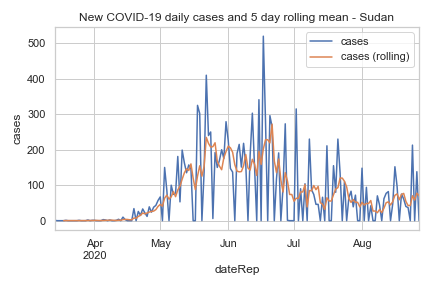 New COVID-19 daily cases and 5 day rolling mean - Sudan
cases
cases (rolling)
500
400
300
200
100
0
cases
Apr
2020
May
Jun
Jul
Aug
dateRep